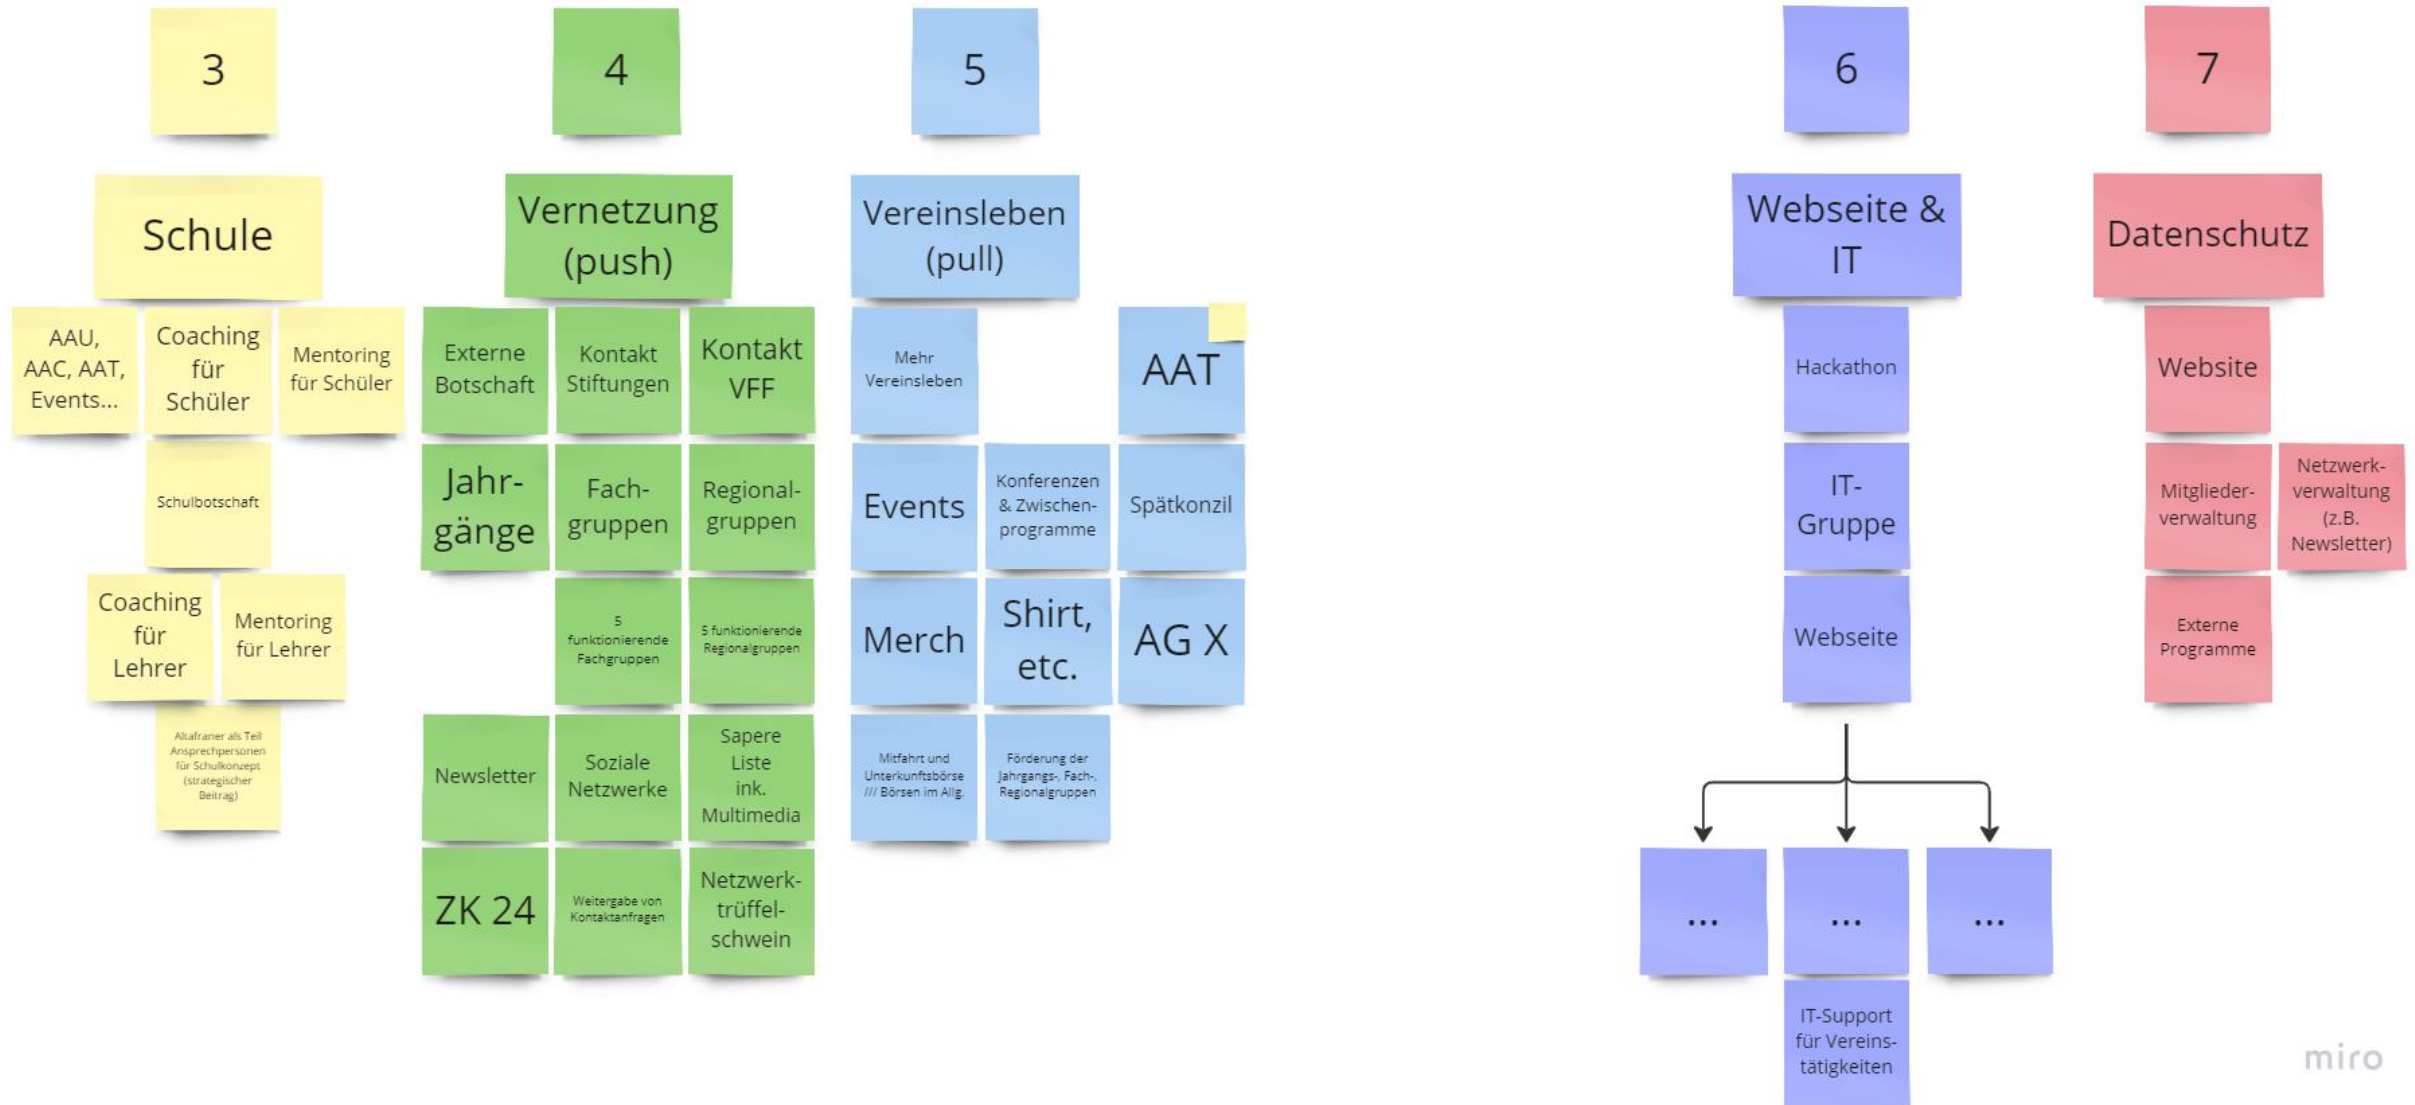 3
Schule
AAU,
AAC, AAT,
Events...
Coaching
für
Schüler
Mentoring
für Schüler
Schulbotschaft
Coaching
für
Lehrer
Mentoring
für Lehrer
Altafraner als Teil
Ansprechpersonen
für Schulkonzept
(strategischer
Beitrag)
4
Vernetzung
(push)
Externe
Botschaft
Kontakt
Stiftungen
Kontakt
VFF
Jahr-
gänge
Fach-
gruppen
Regional-
gruppen
5
funktionierende
Fachgruppen
5 funktionierende
Regionalgruppen
Newsletter
Soziale
Netzwerke
Sapere
Liste
ink.
Multimedia
ZK 24
Weitergabe von
Kontaktanfragen
Netzwerk-
trüffel-
schwein
5
Vereinsleben
(pull)
Mehr
Vereinsleben
AAT
Events
Konferenzen
& Zwischen-
programme
Spätkonzil
Merch
Shirt,
etc.
AG X
Mitfahrt und
Unterkunftsbörse
/// Börsen im Allg.
Förderung der
Jahrgangs-, Fach-,
Regionalgruppen
6
Webseite &
IT
Hackathon
IT-
Gruppe
Webseite
...
...
...
IT-Support
für Vereins-
tätigkeiten
7
Datenschutz
Website
Mitglieder-
verwaltung
Netzwerk-
verwaltung
(z.B.
Newsletter)
Externe
Programme
miro